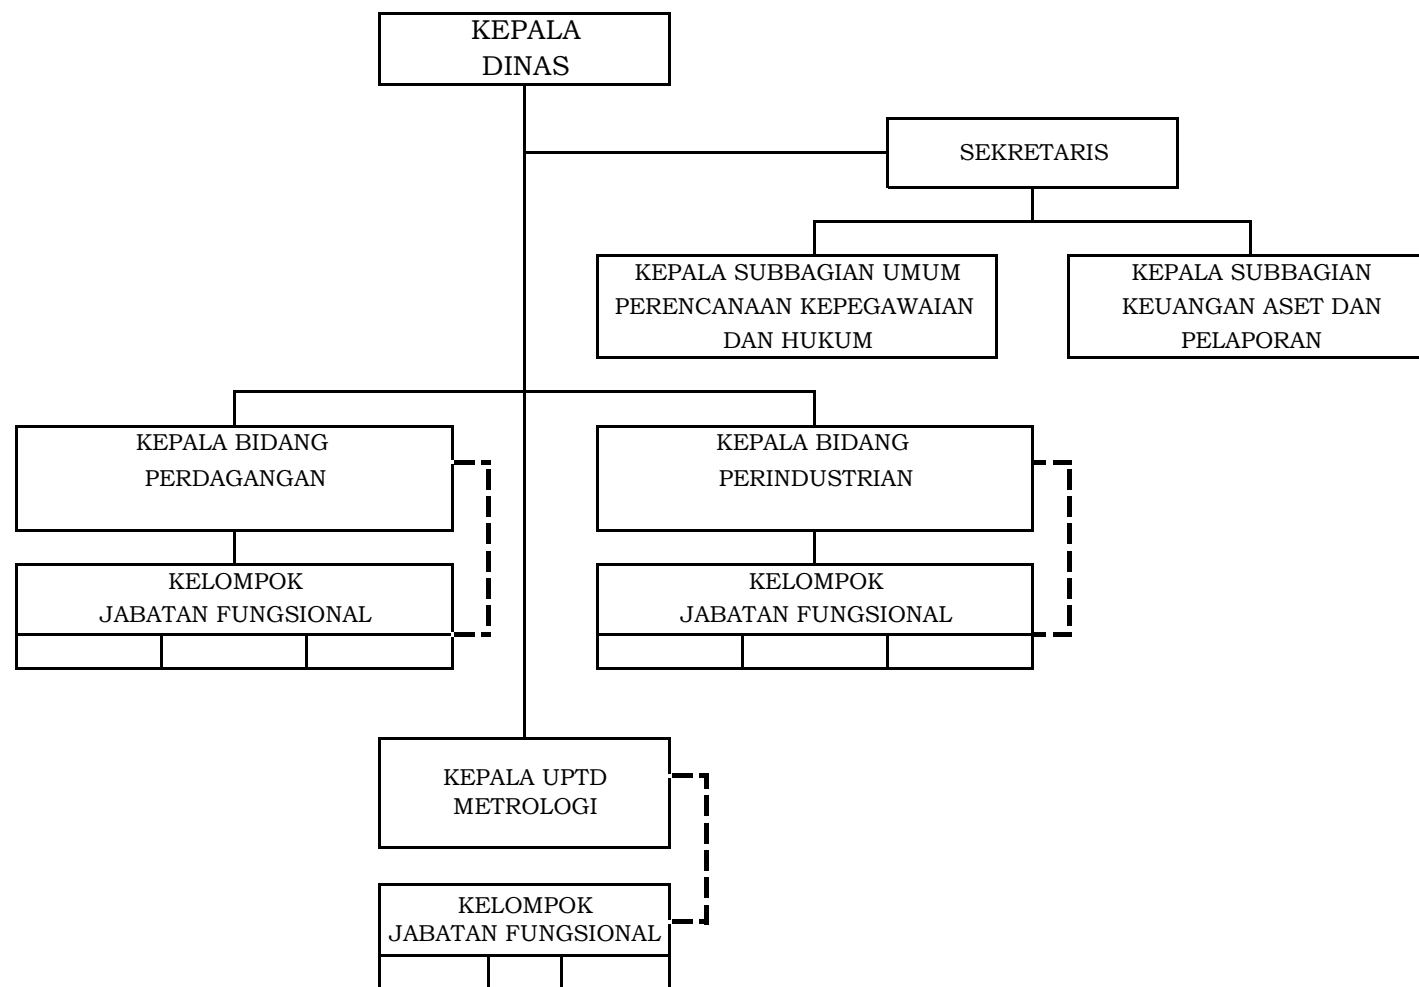 KEPALA
DINAS
SEKRETARIS
KEPALA SUBBAGIAN UMUM
PERENCANAAN KEPEGAWAIAN
DAN HUKUM
KEPALA SUBBAGIAN
KEUANGAN ASET DAN
PELAPORAN
KEPALA BIDANG
PERDAGANGAN
KEPALA BIDANG
PERINDUSTRIAN
KELOMPOK
JABATAN FUNGSIONAL
KELOMPOK
JABATAN FUNGSIONAL
KEPALA UPTD
METROLOGI
KELOMPOK
JABATAN FUNGSIONAL